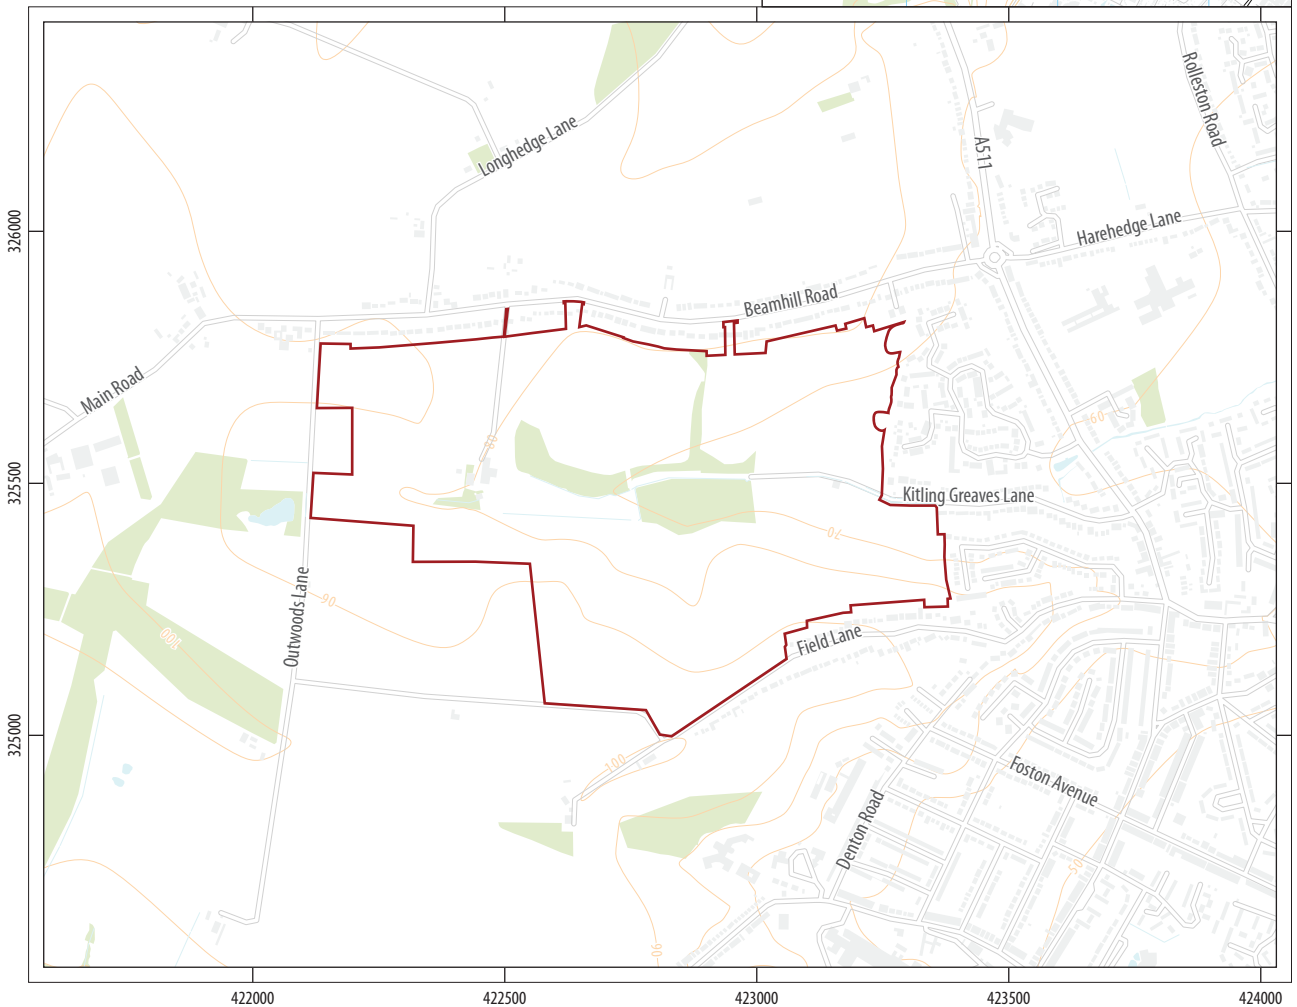 Rolleston Road
Longhedge Lane
A511
Harehedge Lane
326000
Beamhill Road
Main Road
60
80
325500
Kitling Greaves Lane
70
90
Outwoods Lane
100
Field Lane
325000
100
Foston Avenue
Denton Road
50
90
422000
422500
423000
423500
424000